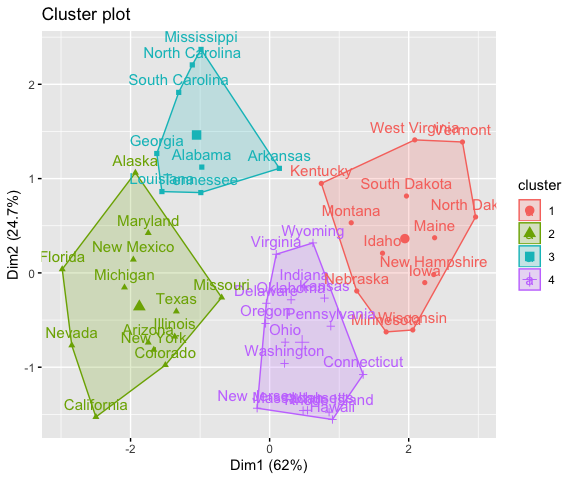 Cluster plot
Mississippi
North Carolina
South Carolina
West Virginia
Vermont
Georgia
Alabama
Arkansas
Alaska
Louisiana
Tennessee
Kentucky
South Dakota
North Dak
Maryland
Montana
Maine
Wyoming
Virginia
Idaho
New Mexico
Florida
New Hampshire
Iowa
Michigan
Indiana
Nebraska
Missouri
Oklahoma
Kansas
Delaware
Texas
Oregon
Pennsylvania
Minnesota
Wisconsin
Illinois
Arizona
Nevada
Ohio
New York
Colorado
Washington
Connecticut
California
New Jersey
Hawaii
2
1
0
-1
-2
0
2
Dim2 (24.7%)
Dim1 (62%)
cluster
1
2
3
4